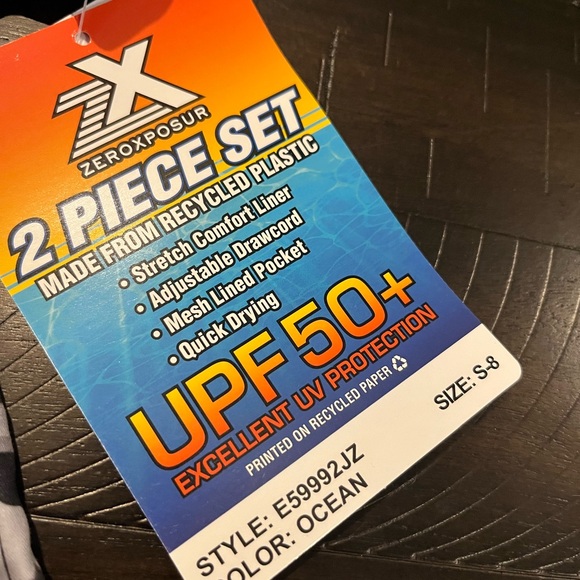 ZX
ZEROXPOSUR
2 PIECE SET
MADE FROM RECYCLED PLASTIC
• Stretch Comfort Liner
• Adjustable Drawcord
• Mesh Lined Pocket
• Quick Drying
UPF 50+
EXCELLENT UV PROTECTION
PRINTED ON RECYCLED PAPER
SIZE: S-8
STYLE: E59992JZ
COLOR: OCEAN